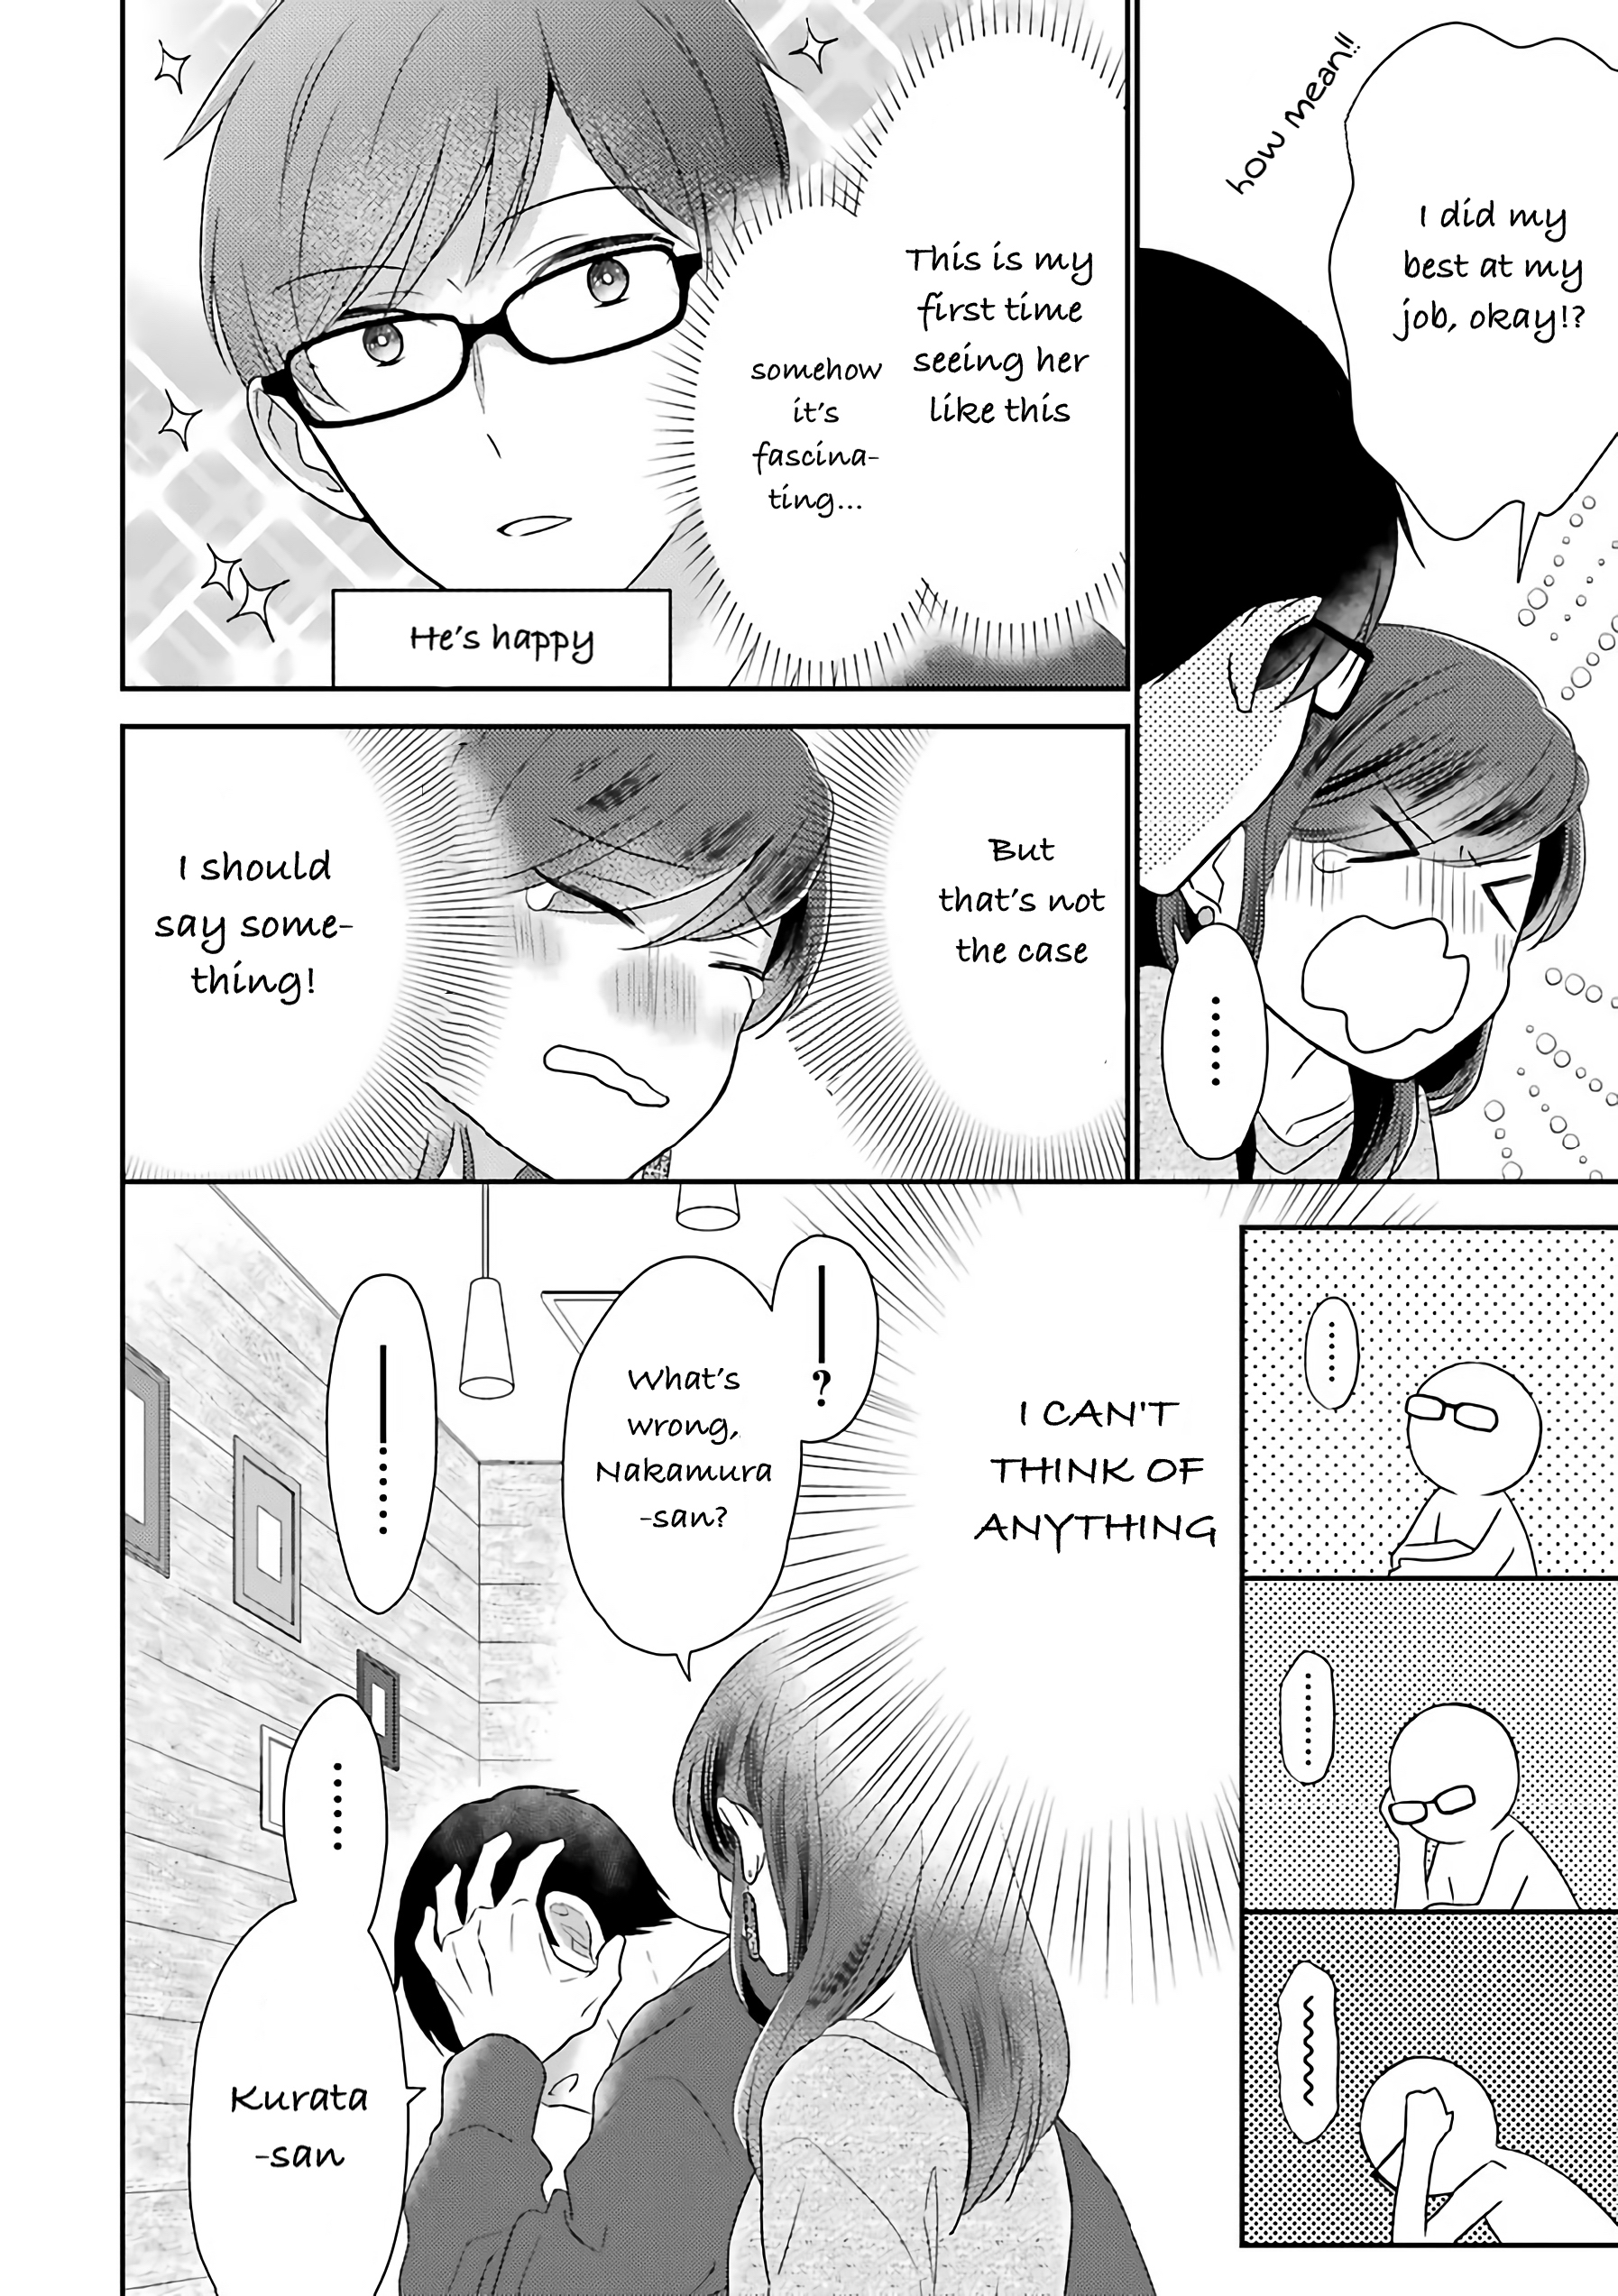 how mean!!
I did my
best at my
job, okay!?
......
This is my
first time
seeing her
like this
somehow
it's
fascina-
ting...
He's happy
But
that's not
the case
I should
say some-
thing!
......
........
I CAN'T
THINK OF
ANYTHING
—?
What's
wrong,
Nakamura
-san?
—......
......
Kurata
-san